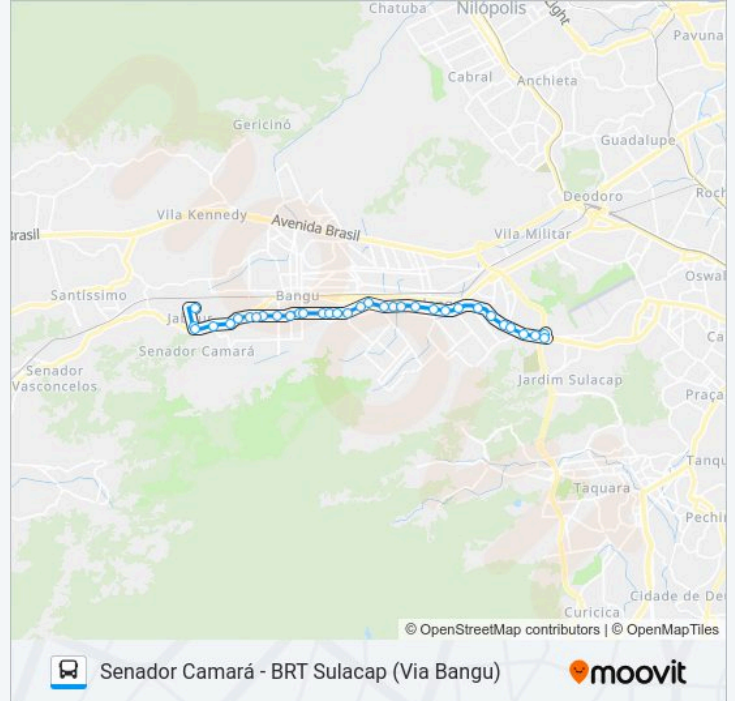 Chatuba
Nilópolis
Light
Pavuna
Cabral
Anchieta
Gericinó
Guadalupe
Deodoro
Vila Kennedy
Avenida Brasil
Vila Militar
Santíssimo
Bangu
Senador Camará
Senador
Vasconcelos
Jardim Sulacap
Taquara
Curicica
© OpenStreetMap contributors | © OpenMapTiles
Senador Camará - BRT Sulacap (Via Bangu)
moovit